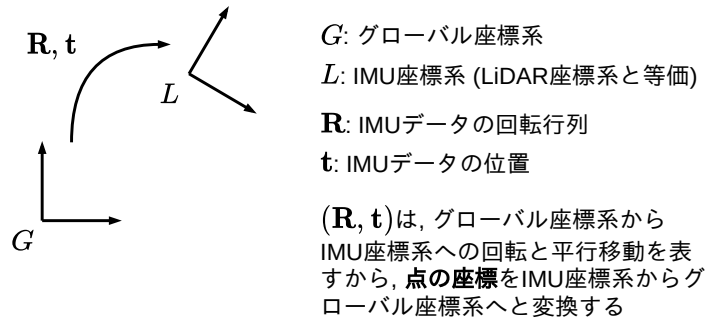 R, t
L
G
G: グローバル座標系
L: IMU座標系 (LiDAR座標系と等価)
R: IMUデータの回転行列
t: IMUデータの位置
(R, t)は, グローバル座標系から
IMU座標系への回転と平行移動を表
すから, 点の座標をIMU座標系からグ
ローバル座標系へと変換する